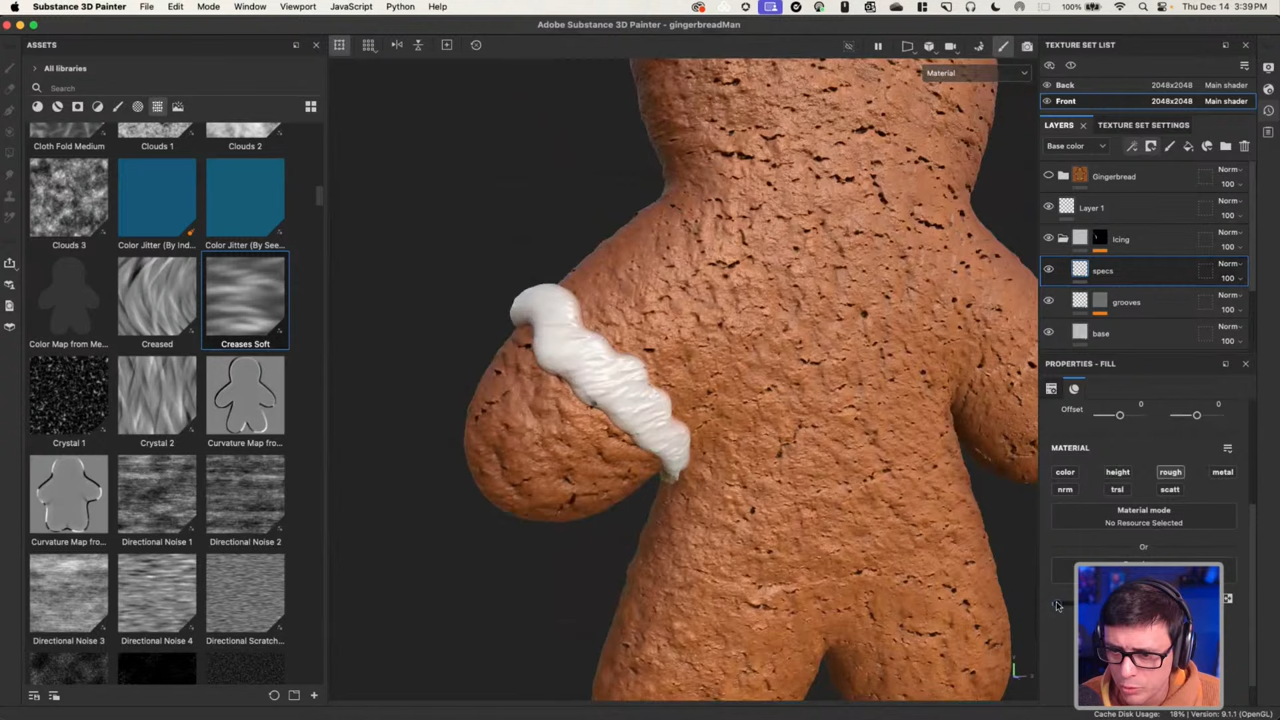 Substance 3D Painter File Edit Mode Window Viewport JavaScript Python Help 100% Thu Dec 14 3:39 PM
Adobe Substance 3D Painter - gingerbreadMan
ASSETS
All libraries
Search
Cloth Fold Medium Clouds 1 Clouds 2
Clouds 3 Color Jitter (By Ind... Color Jitter (By See...
Color Map from Me... Creased Creases Soft
Crystal 1 Crystal 2 Curvature Map fro...
Curvature Map fro... Directional Noise 1 Directional Noise 2
Directional Noise 3 Directional Noise 4 Directional Scratch...
Material
TEXTURE SET LIST
Back 2048x2048 Main shader
Front 2048x2048 Main shader
LAYERS TEXTURE SET SETTINGS
Base color
Gingerbread Norm 100
Layer 1 Norm 100
Icing Norm 100
specs Norm 100
grooves Norm 100
base Norm 100
PROPERTIES - FILL
Offset 0 0
MATERIAL
color height rough metal
nrm trsl scatt
Material mode
No Resource Selected
Or
Cache Disk Usage: 18% | Version: 9.1.1 (OpenGL)